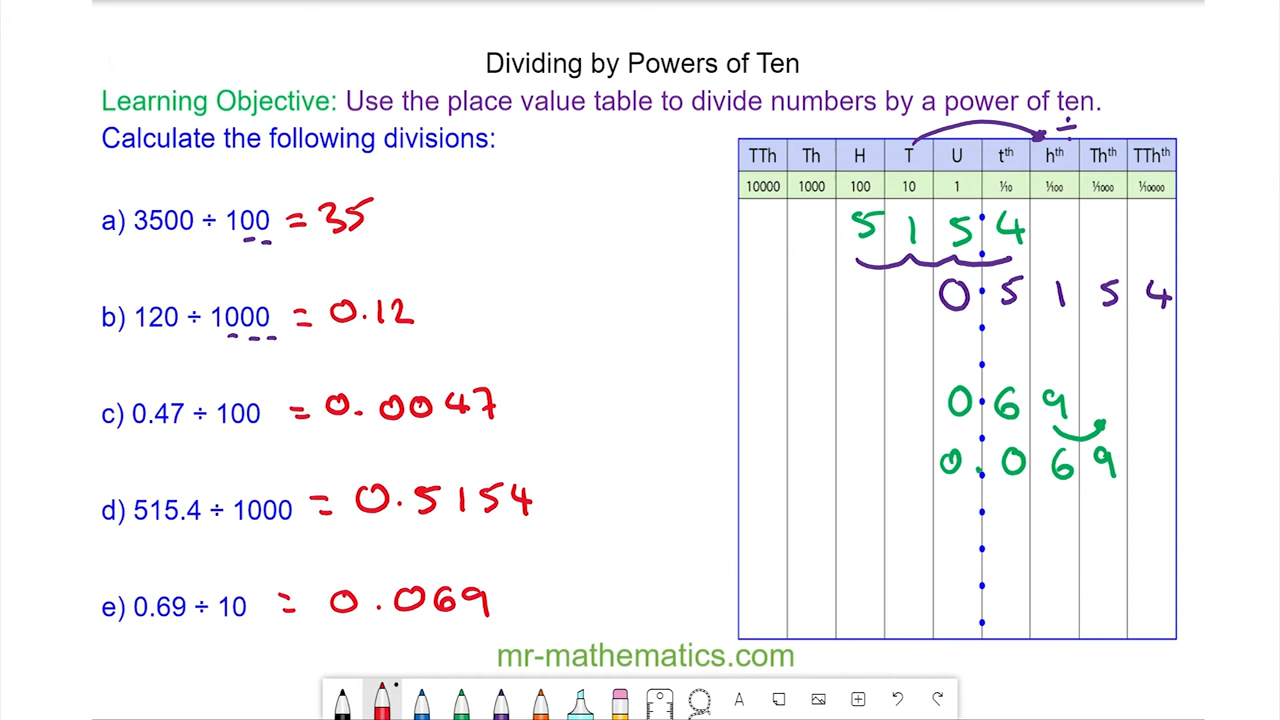 Dividing by Powers of Ten
Learning Objective: Use the place value table to divide numbers by a power of ten.
Calculate the following divisions:
÷
TTh Th H T U tth hth Thth TThth
10000 1000 100 10 1 1/10 1/100 1/1000 1/10000
a) 3500 ÷ 100 = 35
5 1 5 4
0 5 1 5 4
b) 120 ÷ 1000 = 0.12
c) 0.47 ÷ 100 = 0.0047
0 6 9
0.0 6 9
d) 515.4 ÷ 1000 = 0.5154
e) 0.69 ÷ 10 = 0.069
mr-mathematics.com
A